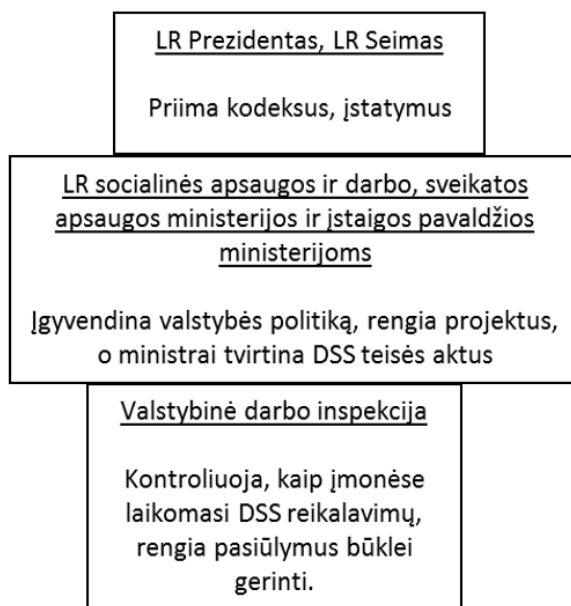 LR Prezidentas, LR Seimas
Priima kodeksus, įstatymus
LR socialinės apsaugos ir darbo, sveikatos
apsaugos ministerijos ir įstaigos pavaldžios
ministerijoms
Įgyvendina valstybės politiką, rengia projektus,
o ministrai tvirtina DSS teisės aktus
Valstybinė darbo inspekcija
Kontroliuoja, kaip įmonėse
laikomasi DSS reikalavimų,
rengia pasiūlymus būklei
gerinti.